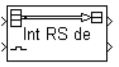 Int RS de